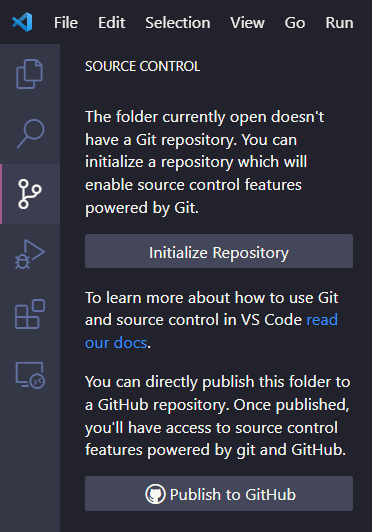 File Edit Selection View Go Run
SOURCE CONTROL
The folder currently open doesn't
have a Git repository. You can
initialize a repository which will
enable source control features
powered by Git.
Initialize Repository
To learn more about how to use Git
and source control in VS Code read
our docs.
You can directly publish this folder to
a GitHub repository. Once published,
you'll have access to source control
features powered by git and GitHub.
Publish to GitHub